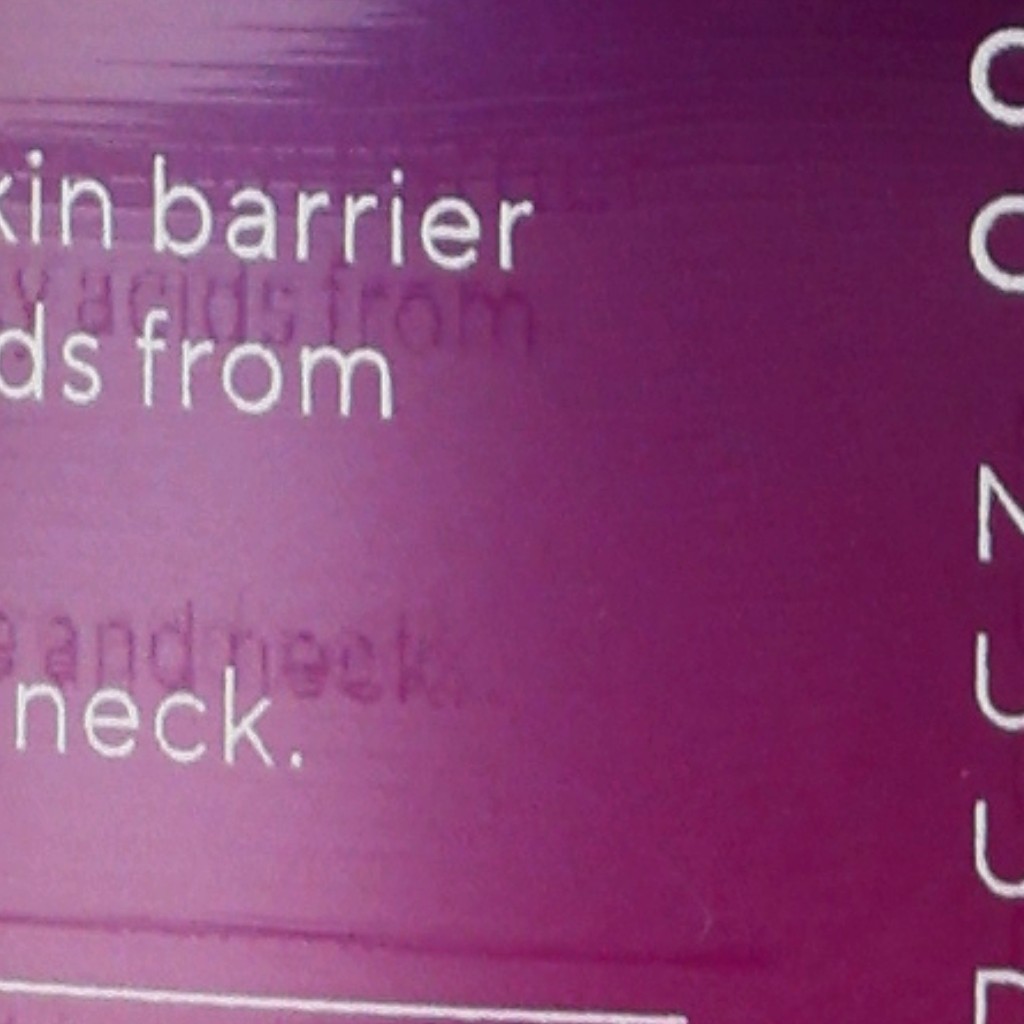 kin barrier
ds from
neck.